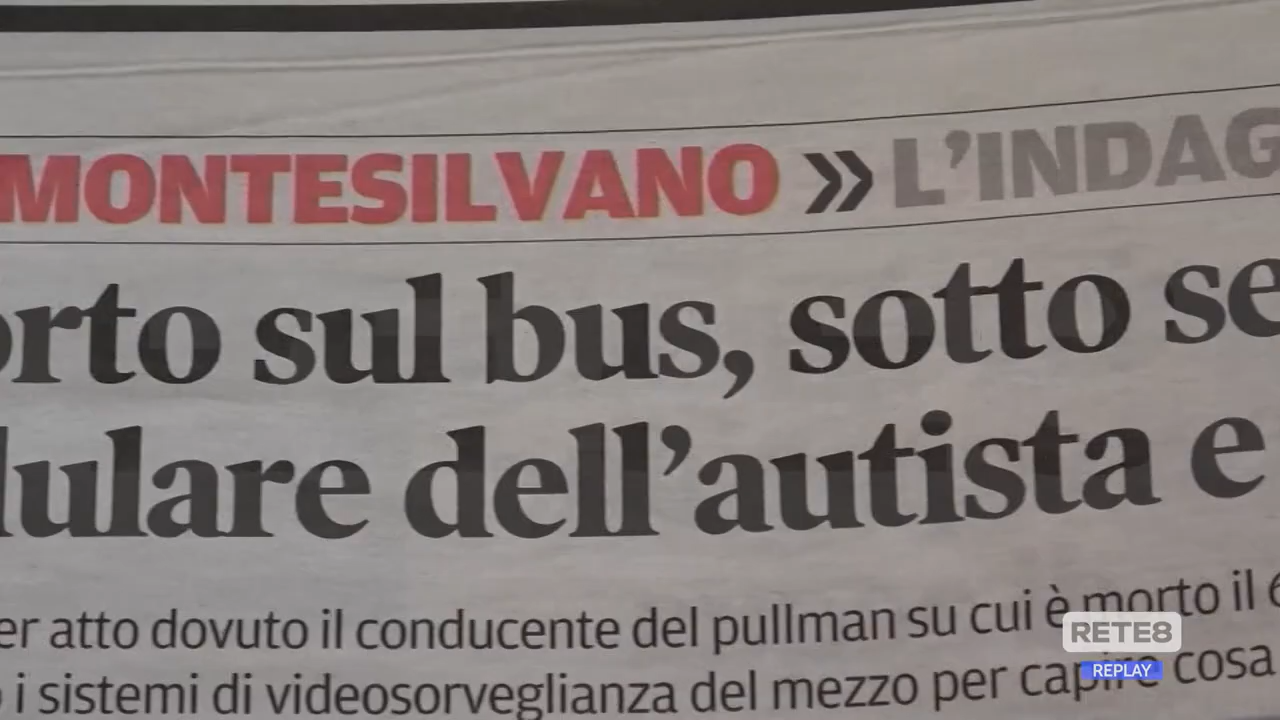 MONTESILVANO » L'INDAG
orto sul bus, sotto se
lulare dell'autista e
er atto dovuto il conducente del pullman su cui è morto il 6
i sistemi di videosorveglianza del mezzo per capire cosa
RETE8
REPLAY